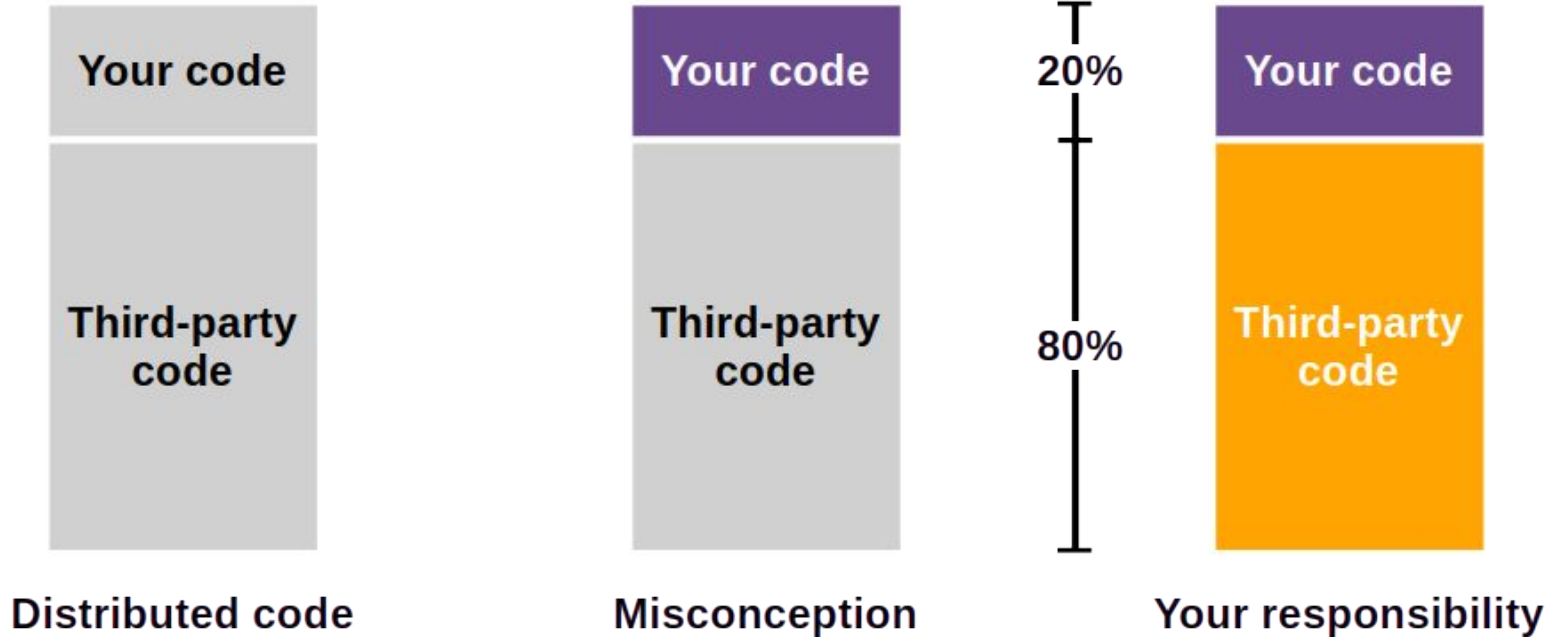 Your code
Third-party
code
Distributed code
Your code
Third-party
code
Misconception
20%
80%
Your code
Third-party
code
Your responsibility